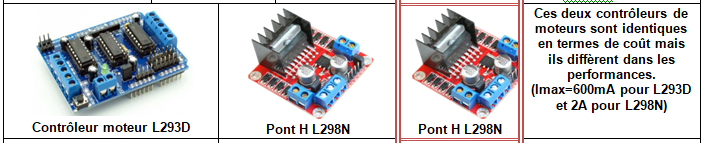 Contrôleur moteur L293D
Pont H L298N
Pont H L298N
Ces deux contrôleurs de
moteurs sont identiques
en termes de coût mais
ils diffèrent dans les
performances.
(Imax=600mA pour L293D
et 2A pour L298N)